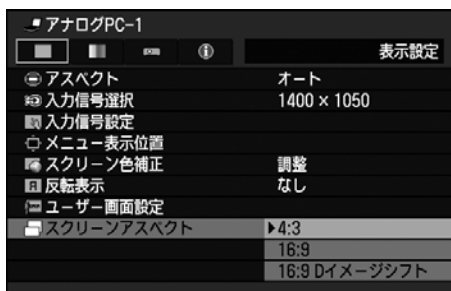 アナログPC-1
表示設定
アスペクト オート
入力信号選択 1400 × 1050
入力信号設定
メニュー表示位置
スクリーン色補正 調整
反転表示 なし
ユーザー画面設定
スクリーンアスペクト ▶4:3
16:9
16:9 Dイメージシフト